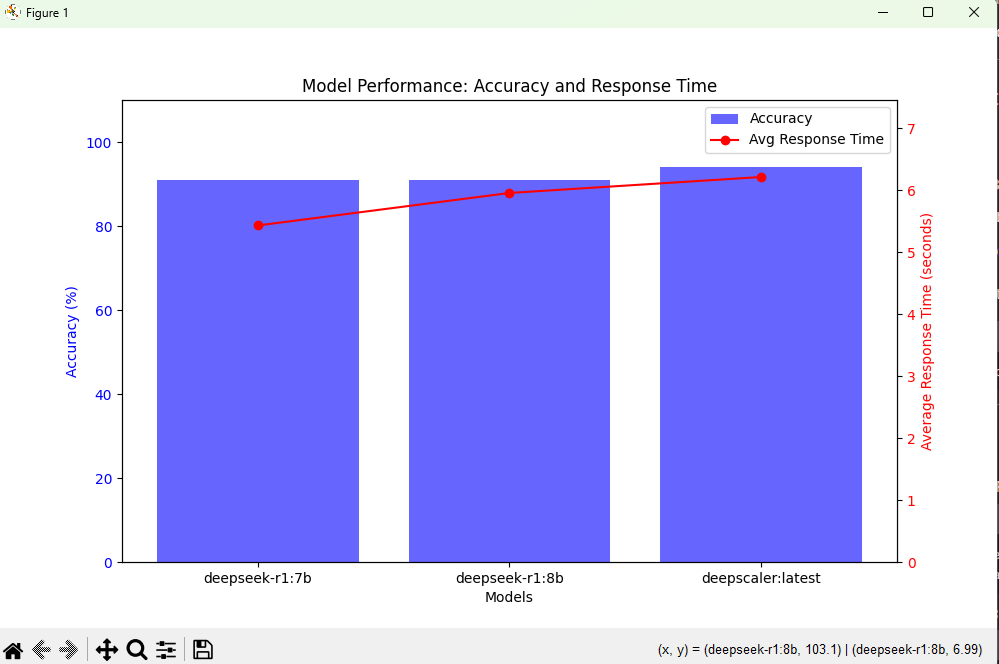 Figure 1
Model Performance: Accuracy and Response Time
Accuracy
Avg Response Time
100
80
60
40
20
0
Accuracy (%)
7
6
5
4
3
2
1
0
Average Response Time (seconds)
deepseek-r1:7b deepseek-r1:8b deepscaler:latest
Models
(x, y) = (deepseek-r1:8b, 103.1) | (deepseek-r1:8b, 6.99)